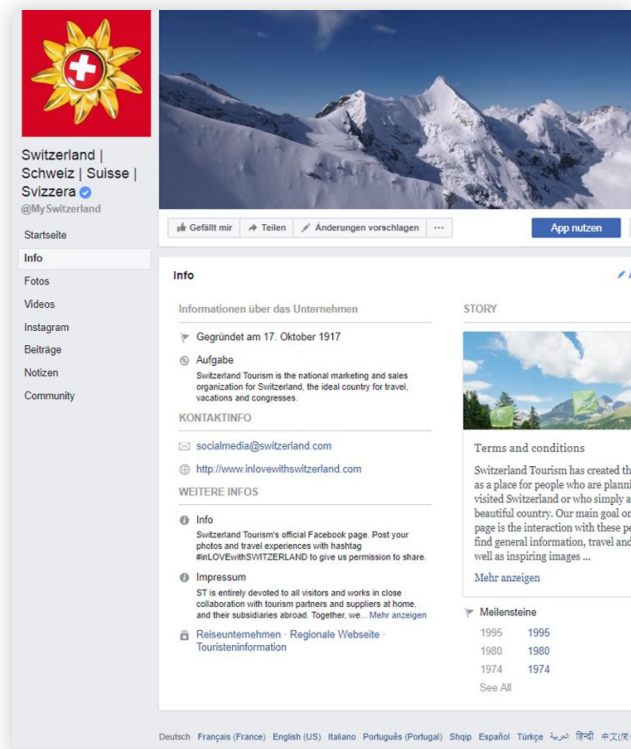 Switzerland |
Schweiz | Suisse |
Svizzera
@MySwitzerland
Startseite
Info
Fotos
Videos
Instagram
Beiträge
Notizen
Community
Gefällt mir
Teilen
Änderungen vorschlagen
App nutzen
Info
Informationen über das Unternehmen
Gegründet am 17. Oktober 1917
Aufgabe
Switzerland Tourism is the national marketing and sales
organization for Switzerland, the ideal country for travel,
vacations and congresses.
KONTAKTINFO
socialmedia@switzerland.com
http://www.inlovewithswitzerland.com
WEITERE INFOS
Info
Switzerland Tourism's official Facebook page. Post your
photos and travel experiences with hashtag
#inLOVEwithSWITZERLAND to give us permission to share.
Impressum
ST is entirely devoted to all visitors and works in close
collaboration with tourism partners and suppliers at home,
and their subsidiaries abroad. Together, we... Mehr anzeigen
Reiseunternehmen · Regionale Webseite ·
Touristeninformation
STORY
Terms and conditions
Switzerland Tourism has created th
as a place for people who are planni
visited Switzerland or who simply a
beautiful country. Our main goal on
page is the interaction with these pe
find general information, travel and
well as inspiring images ...
Mehr anzeigen
Meilensteine
1995 1995
1980 1980
1974 1974
See All
Deutsch Français (France) English (US) Italiano Português (Portugal) Shqip Español Türkçe العربية हिन्दी 中文(简